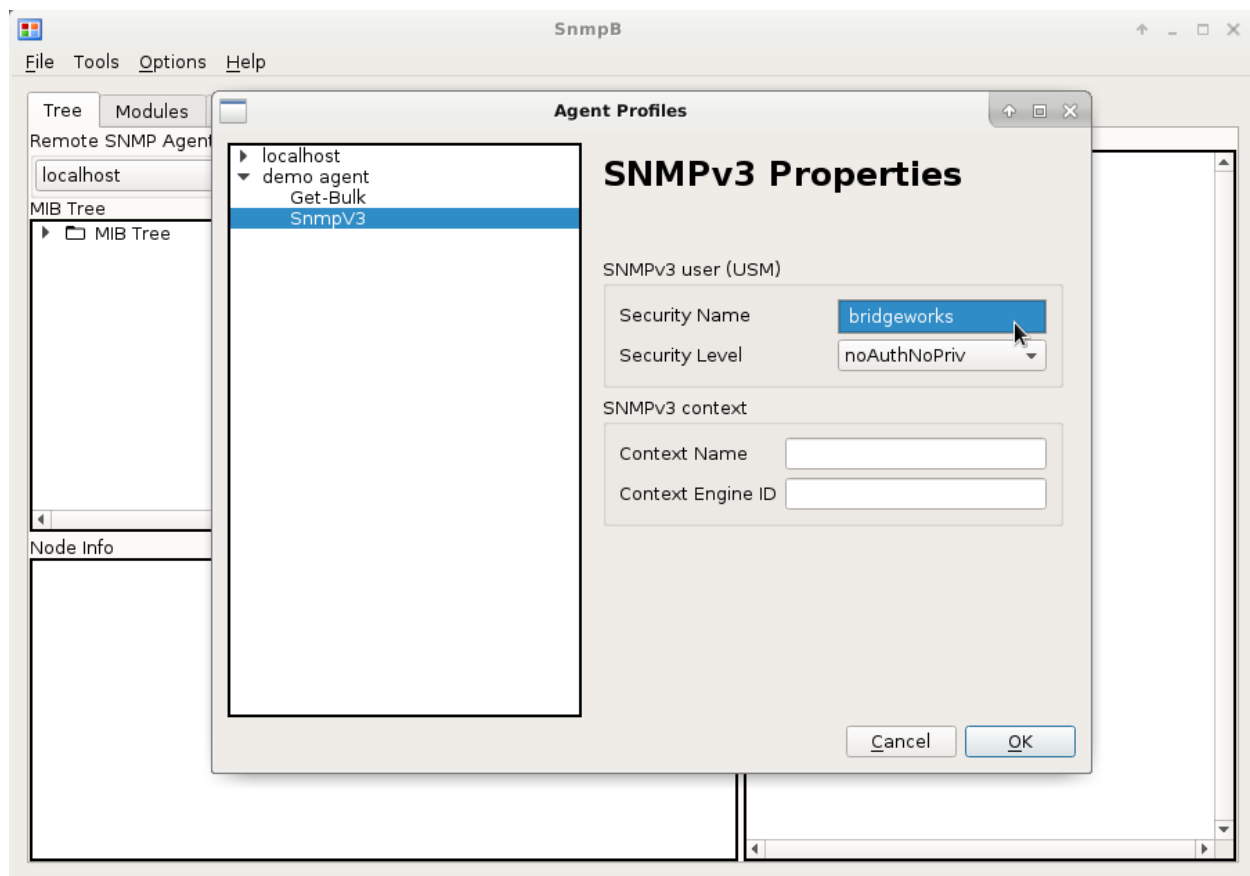 SnmpB
File Tools Options Help
Tree Modules
Remote SNMP Agent
localhost
MIB Tree
MIB Tree
Node Info
Agent Profiles
localhost
demo agent
Get-Bulk
SnmpV3
SNMPv3 Properties
SNMPv3 user (USM)
Security Name bridgeworks
Security Level noAuthNoPriv
SNMPv3 context
Context Name
Context Engine ID
Cancel OK